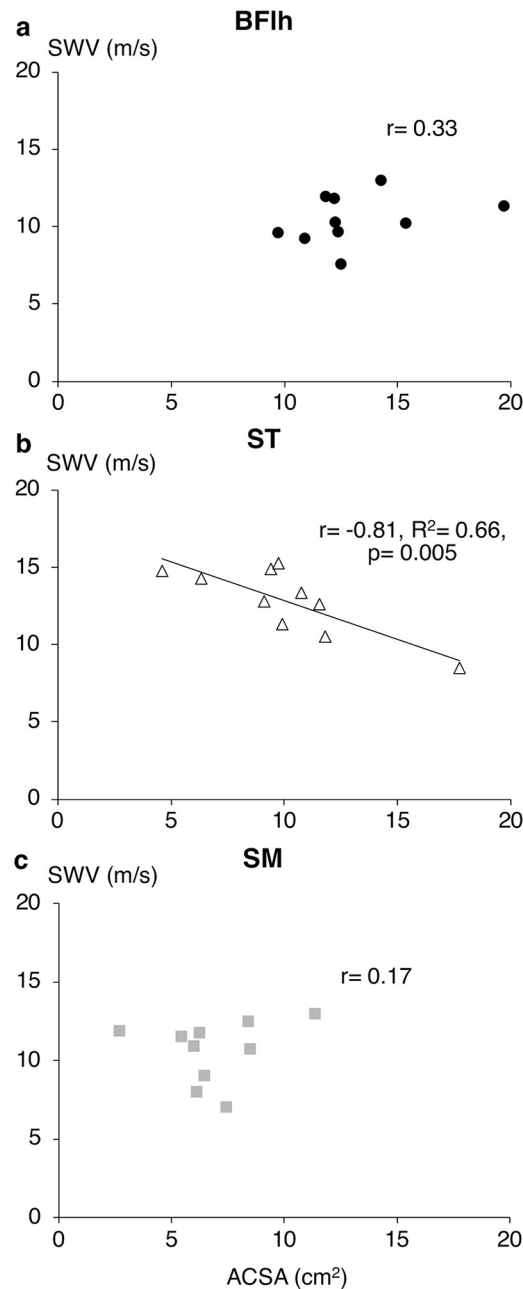 a
BFlh
SWV (m/s)
20
15
10
5
0
r= 0.33
0 5 10 15 20
b
ST
SWV (m/s)
20
15
10
5
0
r= -0.81, R²= 0.66,
p= 0.005
0 5 10 15 20
c
SM
SWV (m/s)
20
15
10
5
0
r= 0.17
0 5 10 15 20
ACSA (cm²)